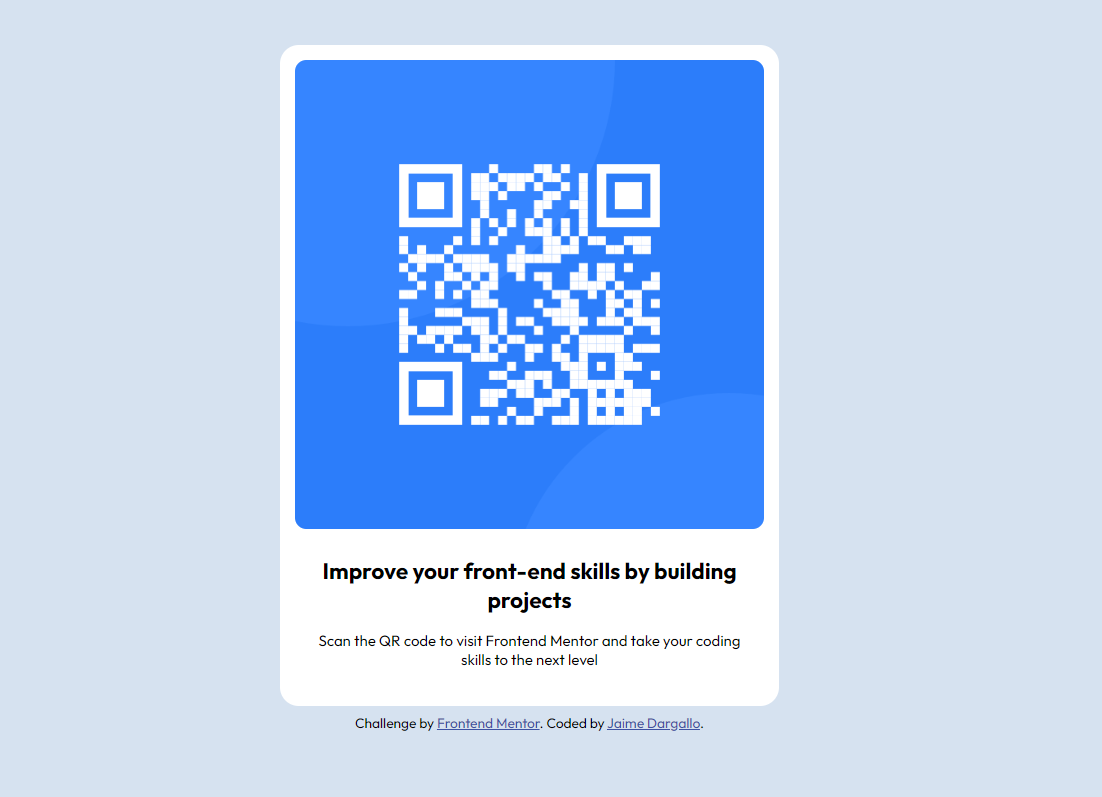 Improve your front-end skills by building
projects
Scan the QR code to visit Frontend Mentor and take your coding
skills to the next level
Challenge by Frontend Mentor. Coded by Jaime Dargallo.